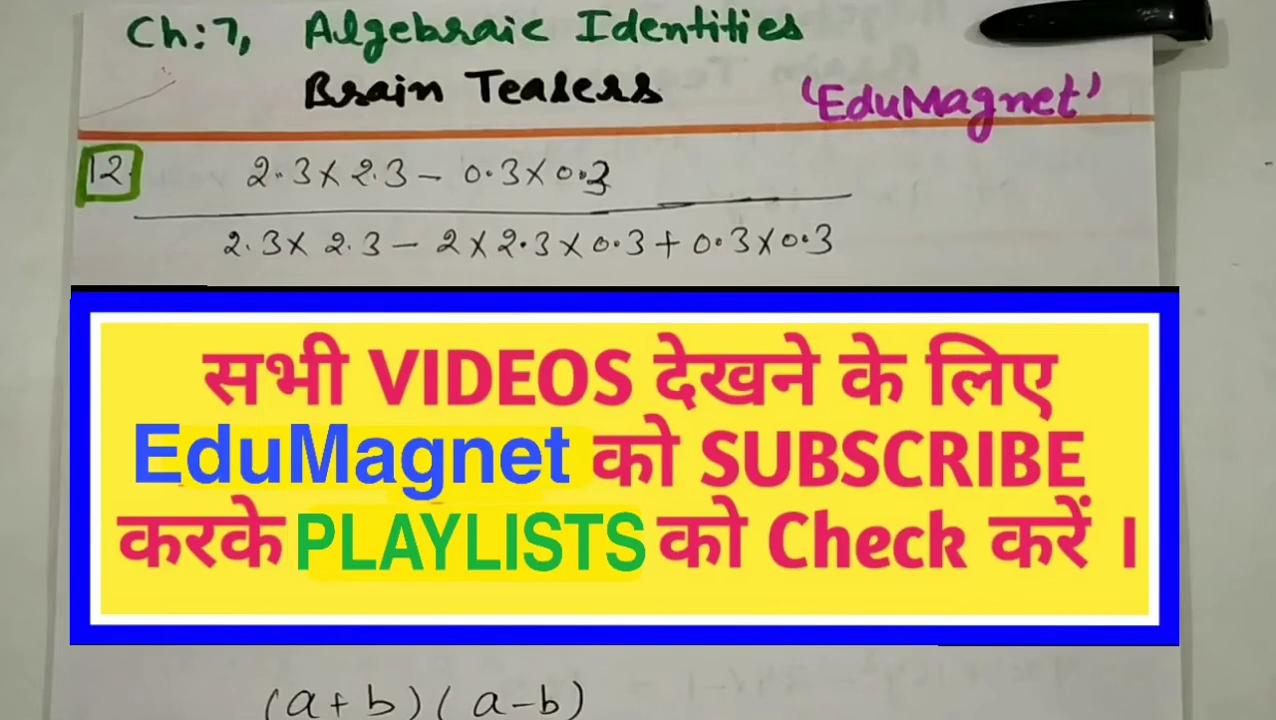 Ch:7, Algebraic Identities
Brain Teasers
'EduMagnet'
12.
2.3 × 2.3 - 0.3 × 0.3
2.3 × 2.3 - 2 × 2.3 × 0.3 + 0.3 × 0.3
सभी VIDEOS देखने के लिए
EduMagnet को SUBSCRIBE
करके PLAYLISTS को Check करें ।
(a+b)(a-b)